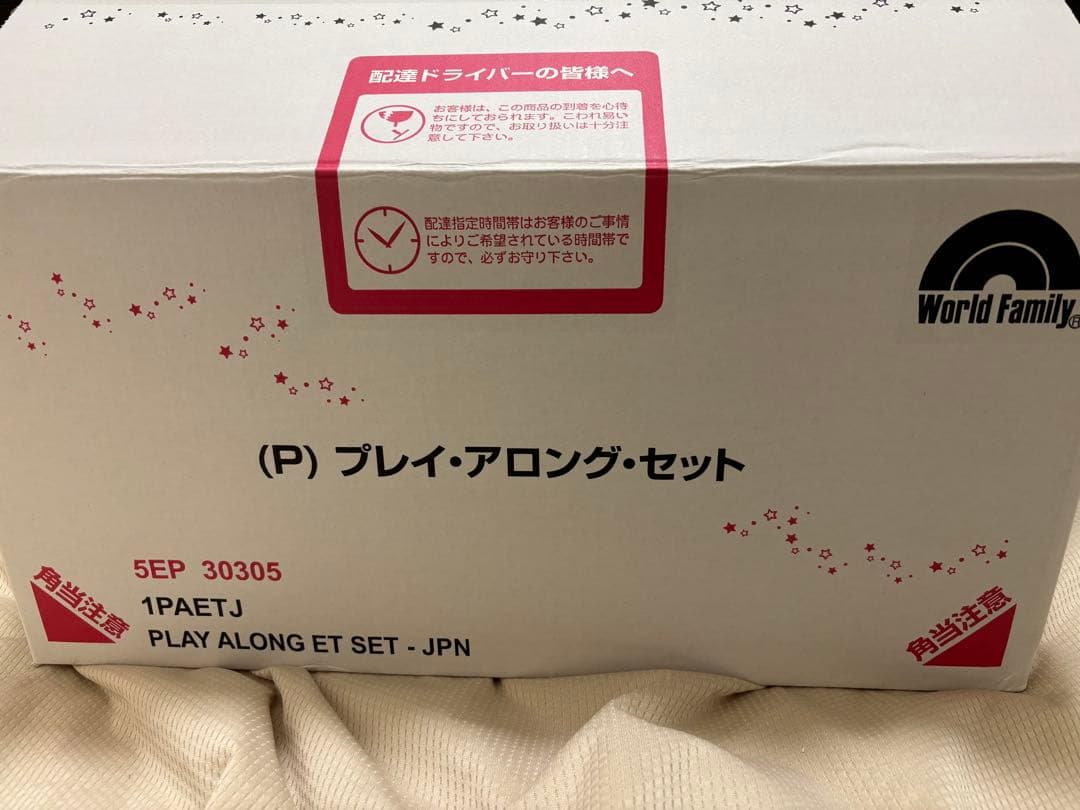 配達ドライバーの皆様へ
お客様は、この商品の到着を心待
ちにしておられます。こわれ易い
物ですので、お取り扱いは十分注
意して下さい。
配達指定時間帯はお客様のご事情
によりご希望されている時間帯で
すので、必ずお守り下さい。
World Family®
(P) プレイ・アロング・セット
5EP 30305
1PAETJ
PLAY ALONG ET SET - JPN
角当注意
角当注意